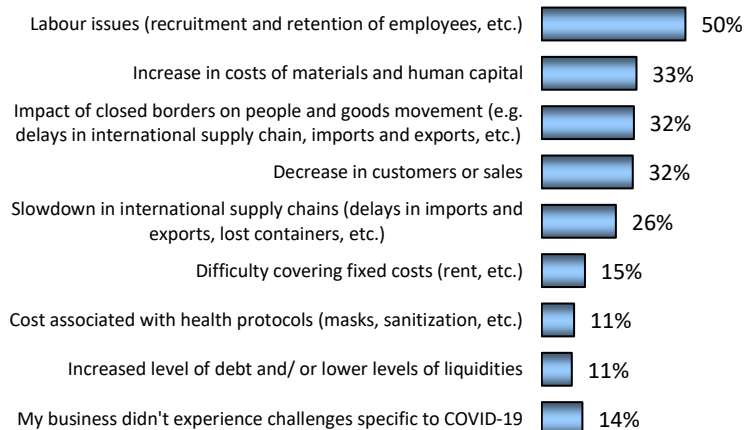 Labour issues (recruitment and retention of employees, etc.) 50%
Increase in costs of materials and human capital 33%
Impact of closed borders on people and goods movement (e.g.
delays in international supply chain, imports and exports, etc.) 32%
Decrease in customers or sales 32%
Slowdown in international supply chains (delays in imports and
exports, lost containers, etc.) 26%
Difficulty covering fixed costs (rent, etc.) 15%
Cost associated with health protocols (masks, sanitization, etc.) 11%
Increased level of debt and/ or lower levels of liquidities 11%
My business didn't experience challenges specific to COVID-19 14%